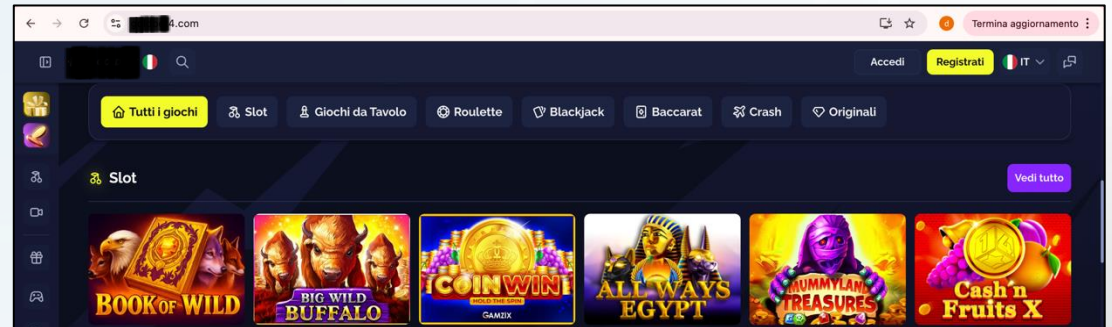 4.com
d
Termina aggiornamento
Accedi
Registrati
IT
Tutti i giochi
Slot
Giochi da Tavolo
Roulette
Blackjack
Baccarat
Crash
Originali
Slot
Vedi tutto
BOOK OF WILD
BIG WILD
BUFFALO
COIN WIN
HOLD THE SPIN
GAMZIX
ALL WAYS
EGYPT
MUMMYLAND
TREASURES
Cash'n
Fruits X